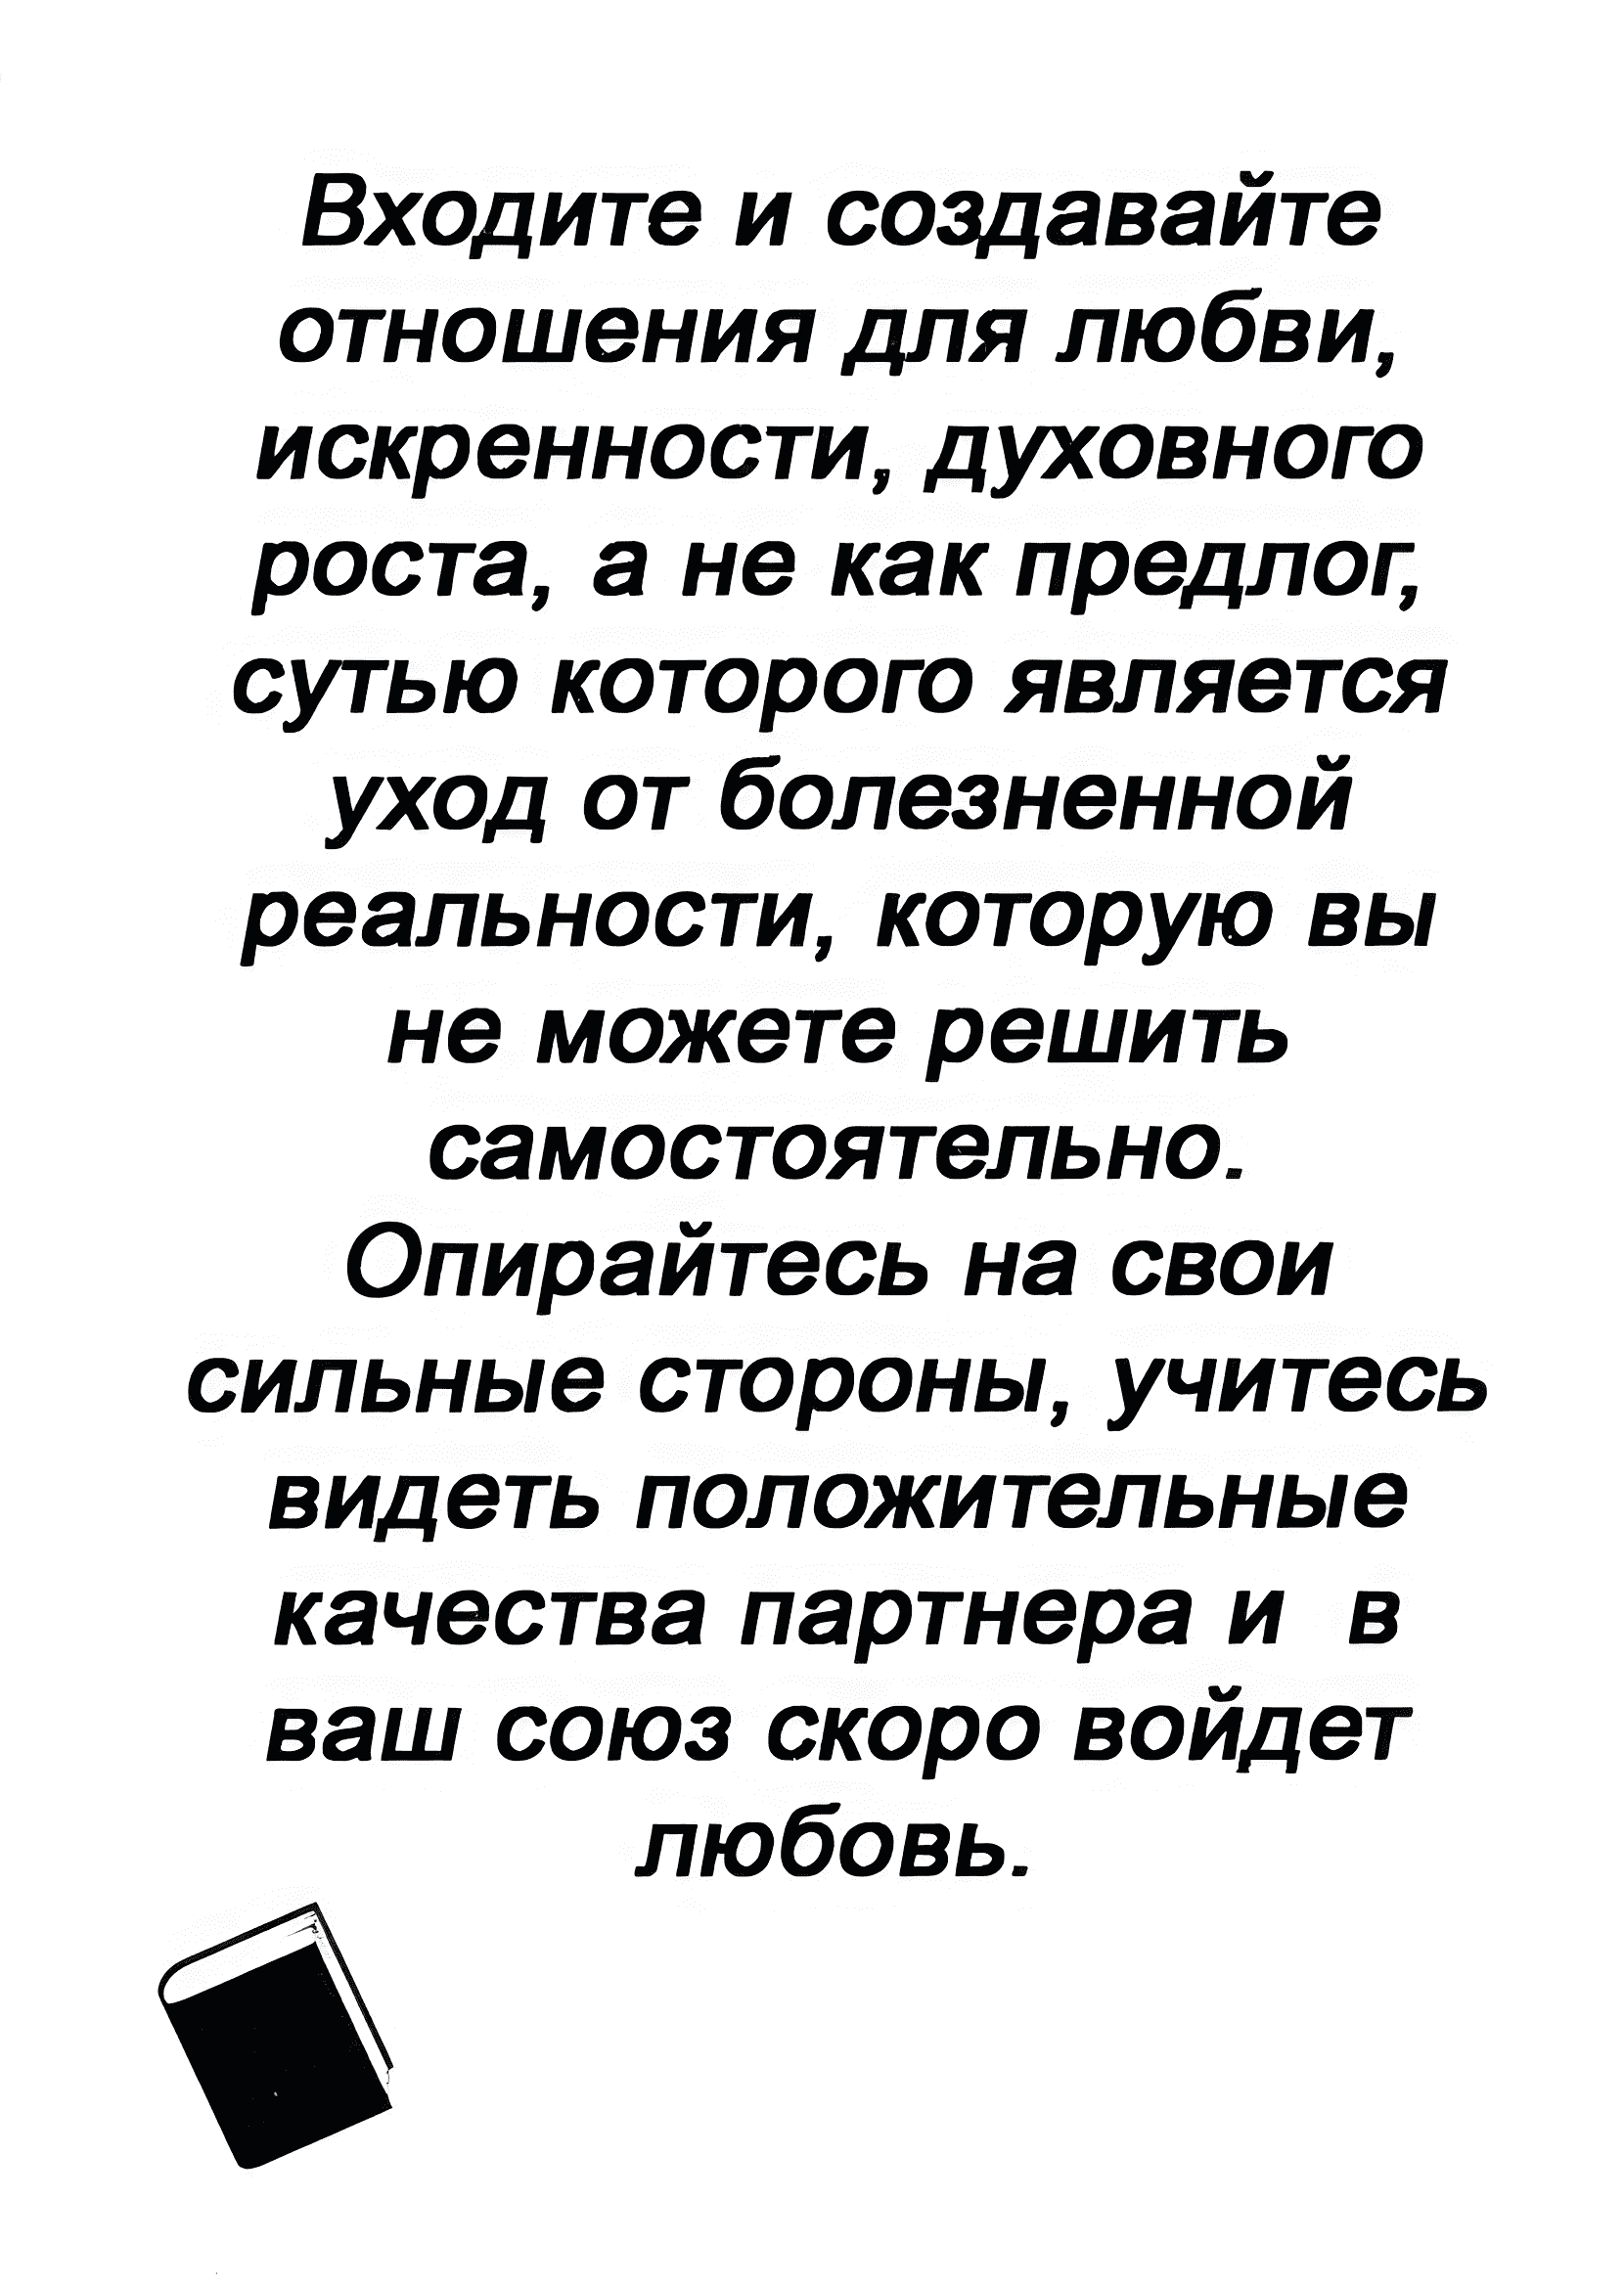 Входите и создавайте
отношения для любви,
искренности, духовного
роста, а не как предлог,
сутью которого является
уход от болезненной
реальности, которую вы
не можете решить
самостоятельно.
Опирайтесь на свои
сильные стороны, учитесь
видеть положительные
качества партнера и в
ваш союз скоро войдет
любовь.